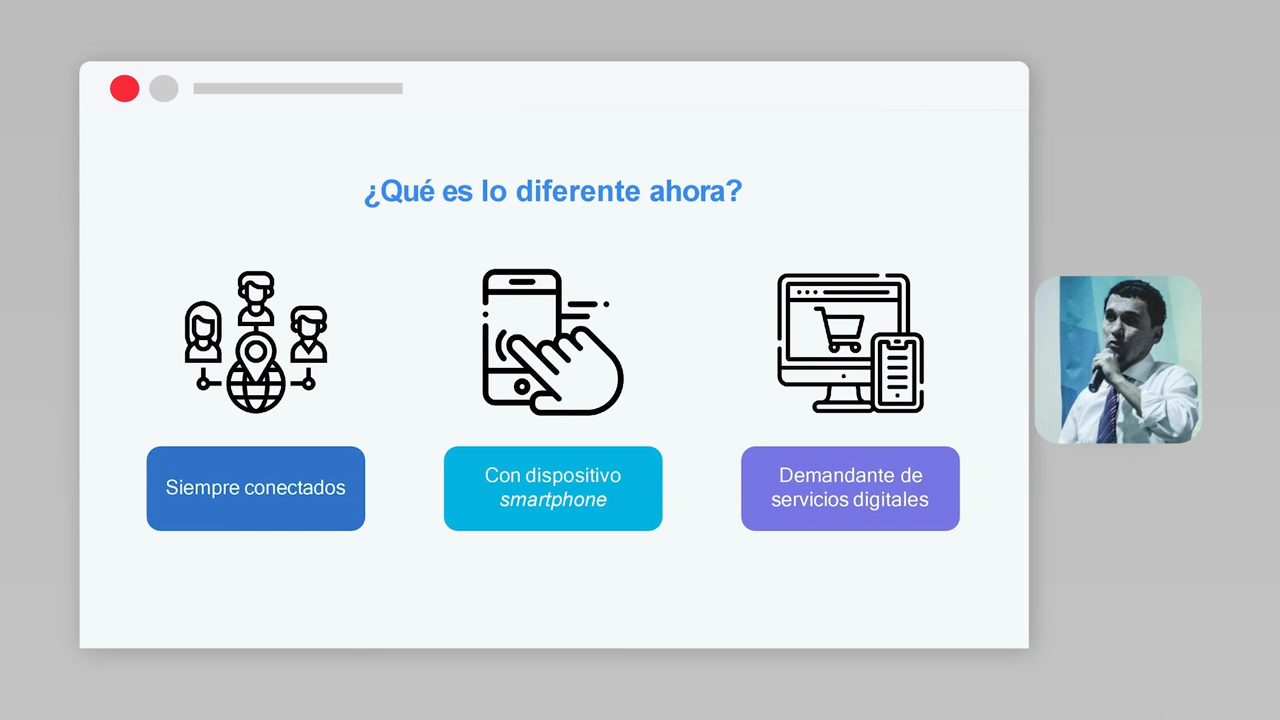 ¿Qué es lo diferente ahora?
Siempre conectados
Con dispositivo
smartphone
Demandante de
servicios digitales